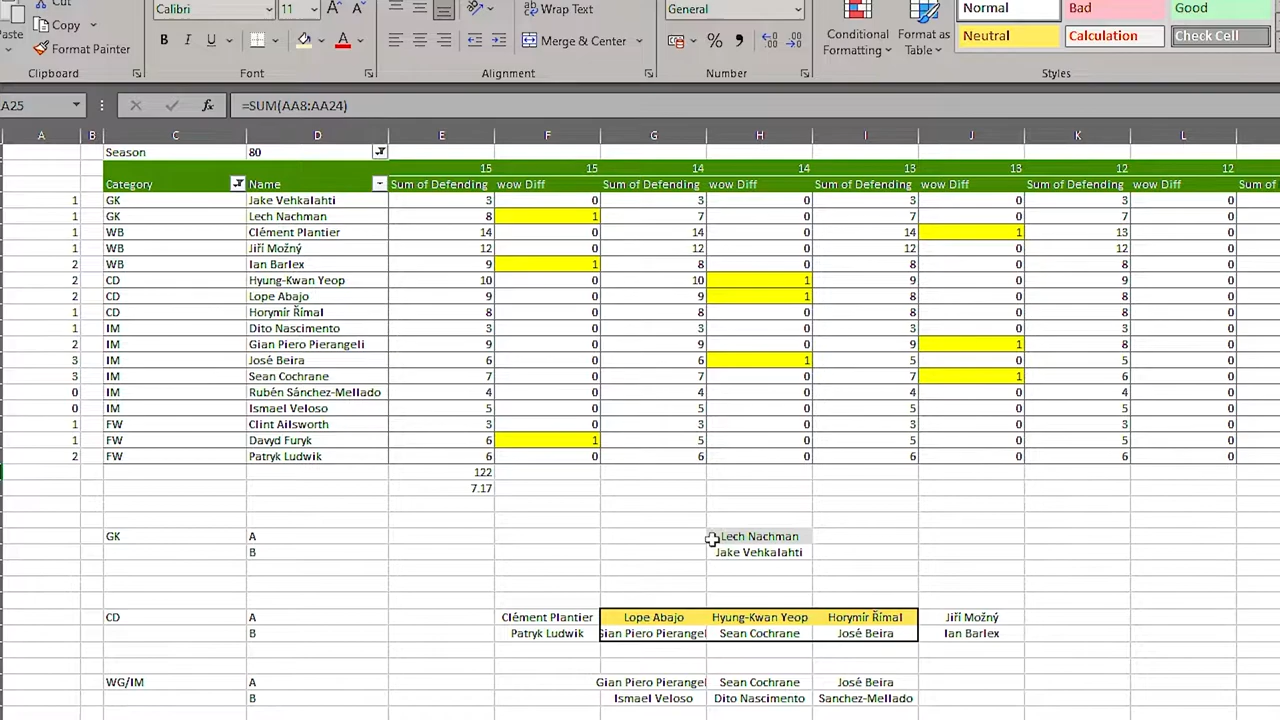 Cut Calibri 11 A A Wrap Text General Normal Bad Good
Paste Copy Format Painter B I U A Merge & Center % Conditional Formatting Format as Table Neutral Calculation Check Cell
Clipboard Font Alignment Number Styles
A25 fx =SUM(AA8:AA24)
A B C D E F G H I J K L
Season 80
15 15 14 14 13 13 12 12
Category Name Sum of Defending wow Diff Sum of Defending wow Diff Sum of Defending wow Diff Sum of Defending wow Diff Sum of
1 GK Jake Vehkalahti 3 0 3 0 3 0 3 0
1 GK Lech Nachman 8 1 7 0 7 0 7 0
1 WB Clément Plantier 14 0 14 0 14 1 13 0
1 WB Jiří Možný 12 0 12 0 12 0 12 0
2 WB Ian Barlex 9 1 8 0 8 0 8 0
2 CD Hyung-Kwan Yeop 10 0 10 1 9 0 9 0
2 CD Lope Abajo 9 0 9 1 8 0 8 0
1 CD Horymír Římal 8 0 8 0 8 0 8 0
1 IM Dito Nascimento 3 0 3 0 3 0 3 0
2 IM Gian Piero Pierangeli 9 0 9 0 9 1 8 0
3 IM José Beira 6 0 6 1 5 0 5 0
3 IM Sean Cochrane 7 0 7 0 7 1 6 0
0 IM Rubén Sánchez-Mellado 4 0 4 0 4 0 4 0
0 IM Ismael Veloso 5 0 5 0 5 0 5 0
1 FW Clint Ailsworth 3 0 3 0 3 0 3 0
1 FW Davyd Furyk 6 1 5 0 5 0 5 0
2 FW Patryk Ludwik 6 0 6 0 6 0 6 0
122
7.17
GK A Lech Nachman
B Jake Vehkalahti
CD A Clément Plantier Lope Abajo Hyung-Kwan Yeop Horymír Římal Jiří Možný
B Patryk Ludwik Gian Piero Pierangel Sean Cochrane José Beira Ian Barlex
WG/IM A Gian Piero Pierangel Sean Cochrane José Beira
B Ismael Veloso Dito Nascimento Sanchez-Mellado